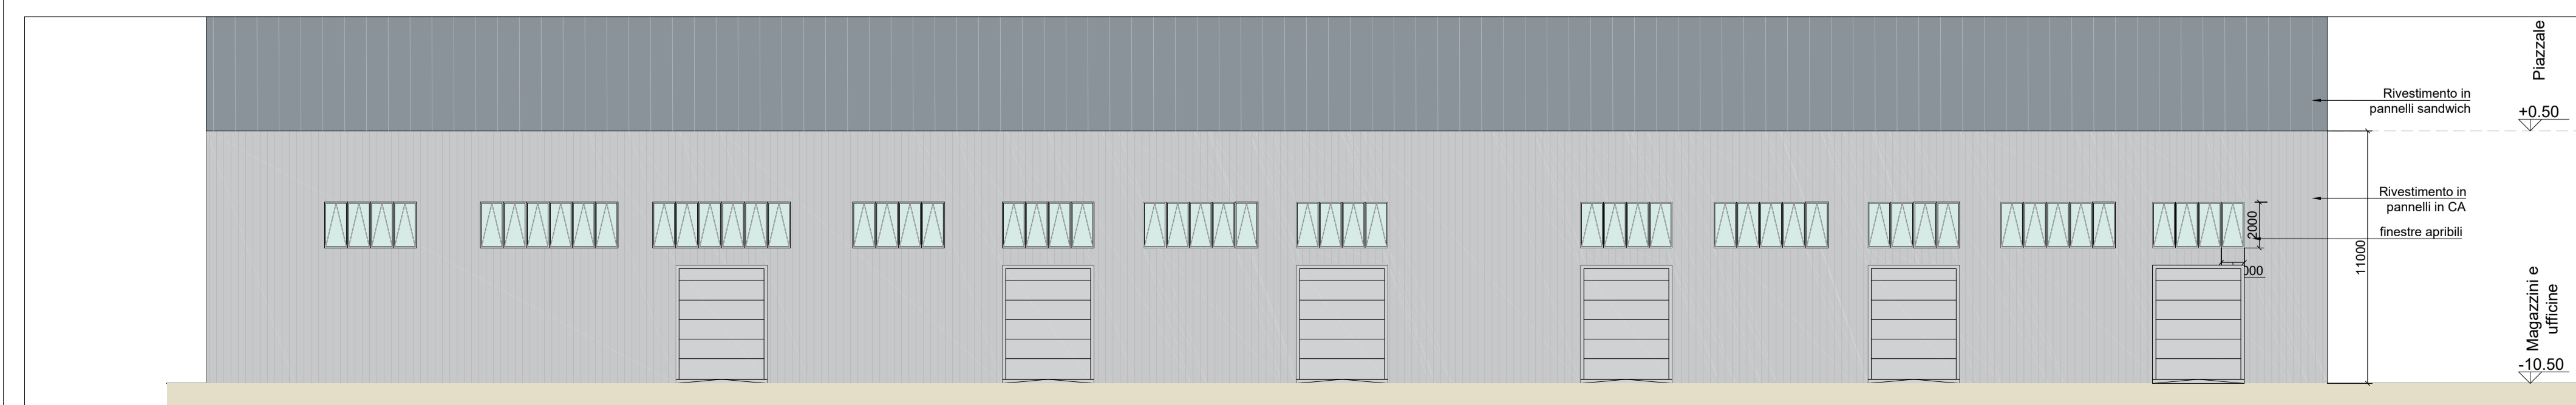 Piazzale
Rivestimento in
pannelli sandwich
+0.50
Rivestimento in
pannelli in CA
2000
finestre apribili
11000
Magazzini e
ufficine
-10.50